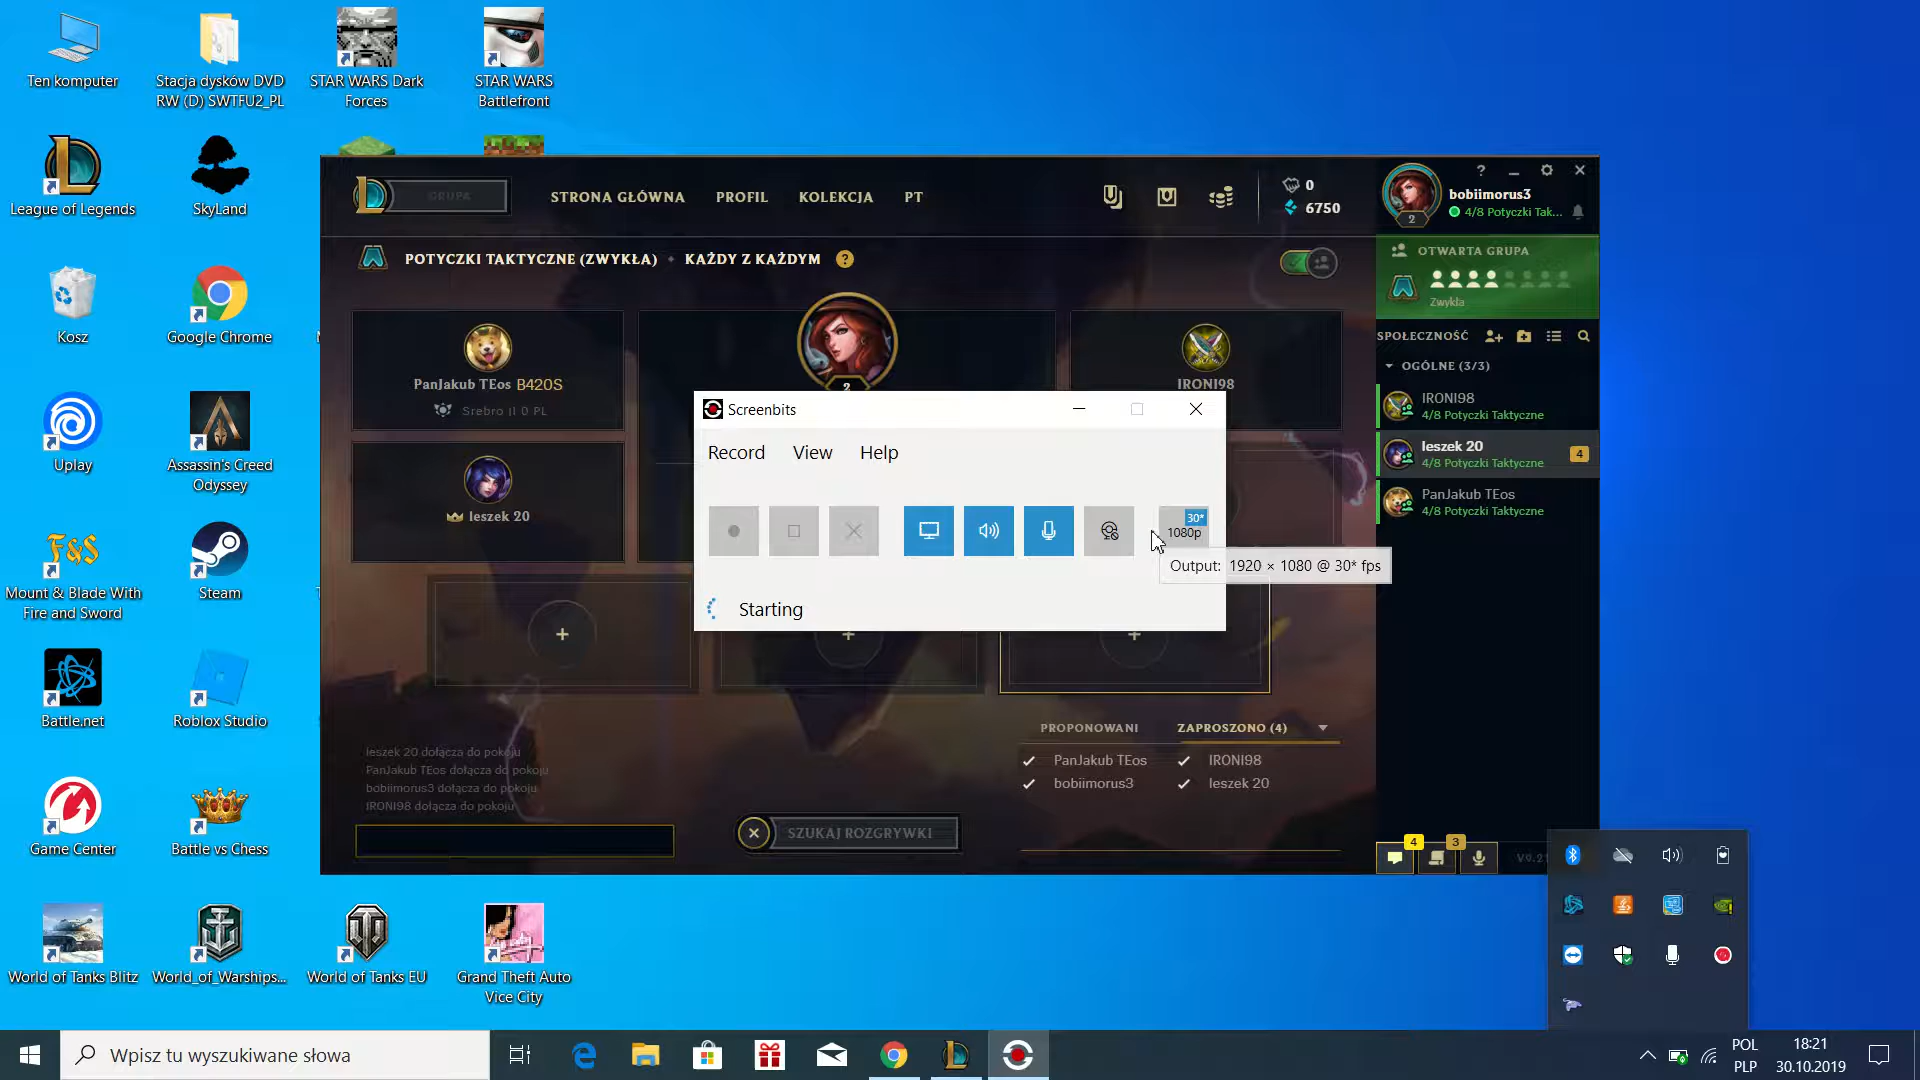 Ten komputer
Stacja dysków DVD
RW (D) SWTFU2_PL
STAR WARS Dark
Forces
STAR WARS
Battlefront
League of Legends
SkyLand
Kosz
Google Chrome
Uplay
Assassin's Creed
Odyssey
Mount & Blade With
Fire and Sword
Steam
Battle.net
Roblox Studio
Game Center
Battle vs Chess
World of Tanks Blitz
World_of_Warships...
World of Tanks EU
Grand Theft Auto
Vice City
GRUPA
STRONA GŁÓWNA
PROFIL
KOLEKCJA
PT
0
6750
2
bobiimorus3
4/8 Potyczki Tak...
?
POTYCZKI TAKTYCZNE (ZWYKŁA) • KAŻDY Z KAŻDYM ?
OTWARTA GRUPA
Zwykła
SPOŁECZNOŚĆ
OGÓLNE (3/3)
IRONI98
4/8 Potyczki Taktyczne
leszek 20
4/8 Potyczki Taktyczne
4
PanJakub TEos
4/8 Potyczki Taktyczne
PanJakub TEos B420S
Srebro II 0 PL
2
IRONI98
leszek 20
Screenbits
Record
View
Help
30*
1080p
Output: 1920 × 1080 @ 30* fps
Starting
leszek 20 dołącza do pokoju
PanJakub TEos dołącza do pokoju
bobiimorus3 dołącza do pokoju
IRONI98 dołącza do pokoju
SZUKAJ ROZGRYWKI
PROPONOWANI
ZAPROSZONO (4)
PanJakub TEos
IRONI98
bobiimorus3
leszek 20
4
3
Wpisz tu wyszukiwane słowa
POL
PLP
18:21
30.10.2019